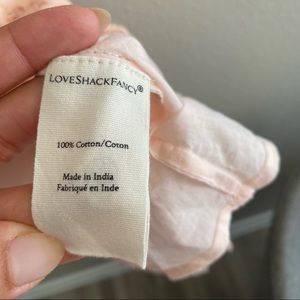 LOVESHACKFANCY®
100% Cotton/Coton
Made in India
Fabriqué en Inde